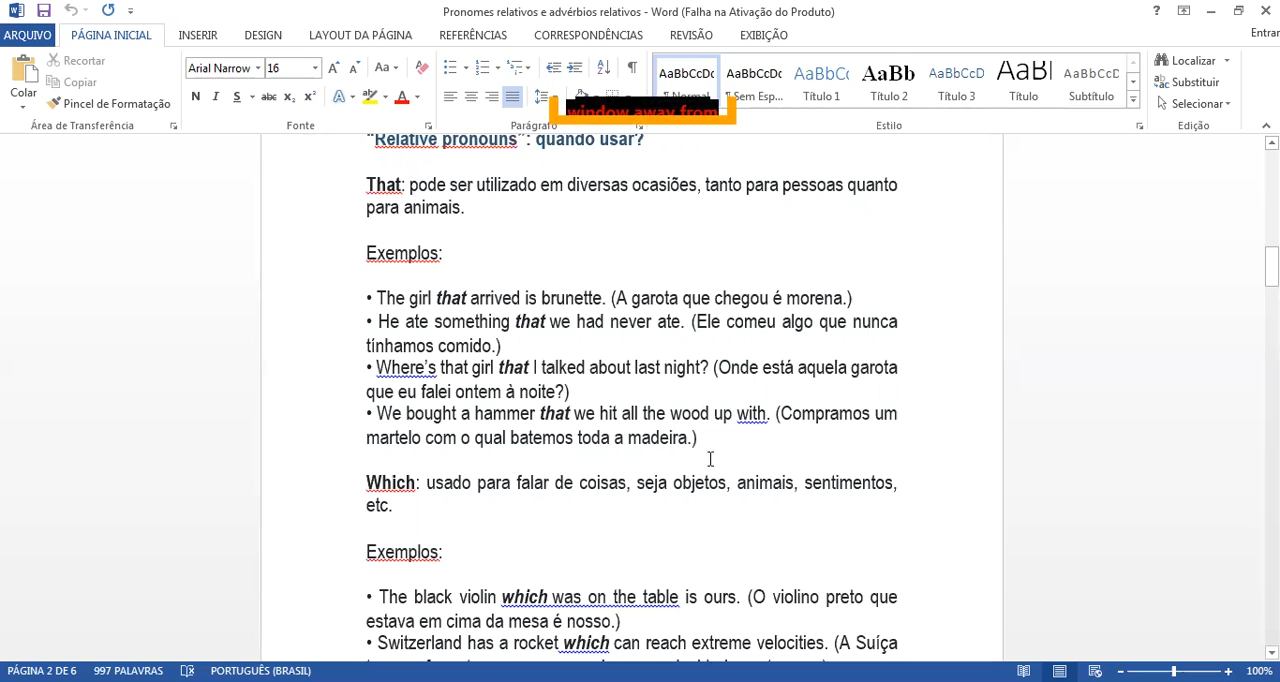 Pronomes relativos e advérbios relativos - Word (Falha na Ativação do Produto)
ARQUIVO PÁGINA INICIAL INSERIR DESIGN LAYOUT DA PÁGINA REFERÊNCIAS CORRESPONDÊNCIAS REVISÃO EXIBIÇÃO Entrar
Colar
Recortar
Copiar
Pincel de Formatação
Área de Transferência
Arial Narrow 16
N I S abc x₂ x²
Fonte
Parágrafo
window away from
AaBbCcDc AaBbCcDc AaBbCc AaBb AaBbCcD AaBbI AaBbCcD
¶ Normal ¶ Sem Esp... Título 1 Título 2 Título 3 Título Subtítulo
Estilo
Localizar
Substituir
Selecionar
Edição
"Relative pronouns": quando usar?
That: pode ser utilizado em diversas ocasiões, tanto para pessoas quanto
para animais.
Exemplos:
• The girl that arrived is brunette. (A garota que chegou é morena.)
• He ate something that we had never ate. (Ele comeu algo que nunca
tínhamos comido.)
• Where's that girl that I talked about last night? (Onde está aquela garota
que eu falei ontem à noite?)
• We bought a hammer that we hit all the wood up with. (Compramos um
martelo com o qual batemos toda a madeira.)
Which: usado para falar de coisas, seja objetos, animais, sentimentos,
etc.
Exemplos:
• The black violin which was on the table is ours. (O violino preto que
estava em cima da mesa é nosso.)
• Switzerland has a rocket which can reach extreme velocities. (A Suíça
PÁGINA 2 DE 6 997 PALAVRAS PORTUGUÊS (BRASIL) 100%